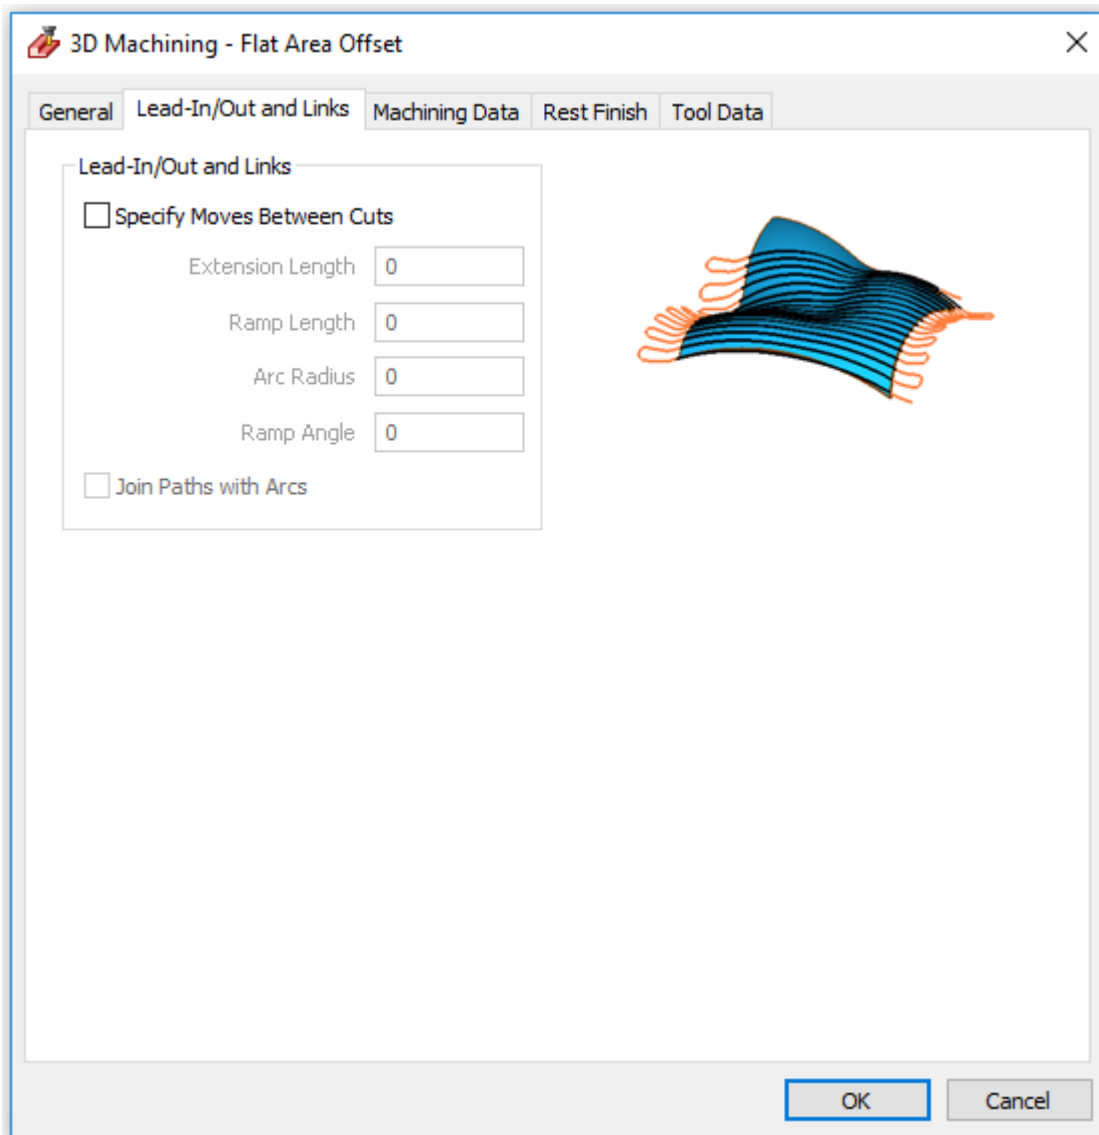 3D Machining - Flat Area Offset
General Lead-In/Out and Links Machining Data Rest Finish Tool Data
Lead-In/Out and Links
Specify Moves Between Cuts
Extension Length 0
Ramp Length 0
Arc Radius 0
Ramp Angle 0
Join Paths with Arcs
OK Cancel